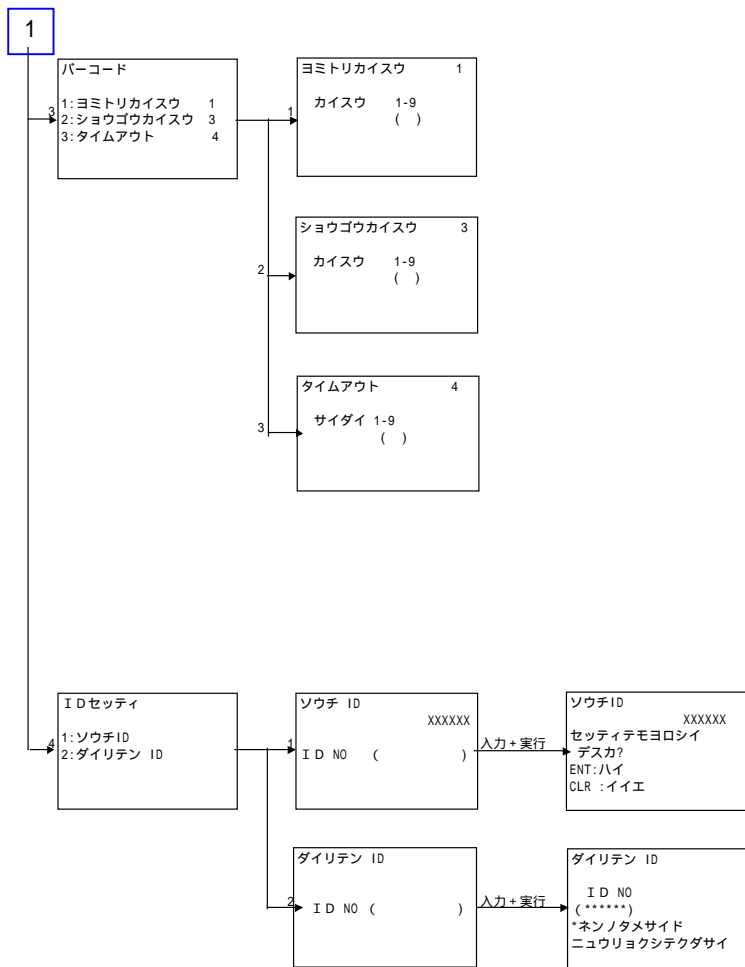 1
バーコード
1:ヨミトリカイスウ 1
2:ショウゴウカイスウ 3
3:タイムアウト 4
3
1
ヨミトリカイスウ 1
カイスウ 1-9
( )
2
ショウゴウカイスウ 3
カイスウ 1-9
( )
3
タイムアウト 4
サイダイ 1-9
( )
4
ＩＤセッティ
1:ソウチID
2:ダイリテン ID
1
ソウチ ID
XXXXXX
ＩＤ NO ( )
入力+実行
ソウチID
XXXXXX
セッティテモヨロシイ
デスカ?
ENT:ハイ
CLR :イイエ
2
ダイリテン ID
ＩＤ NO ( )
入力+実行
ダイリテン ID
ＩＤ NO
(******)
*ネンノタメサイド
ニュウリョクシテクダサイ